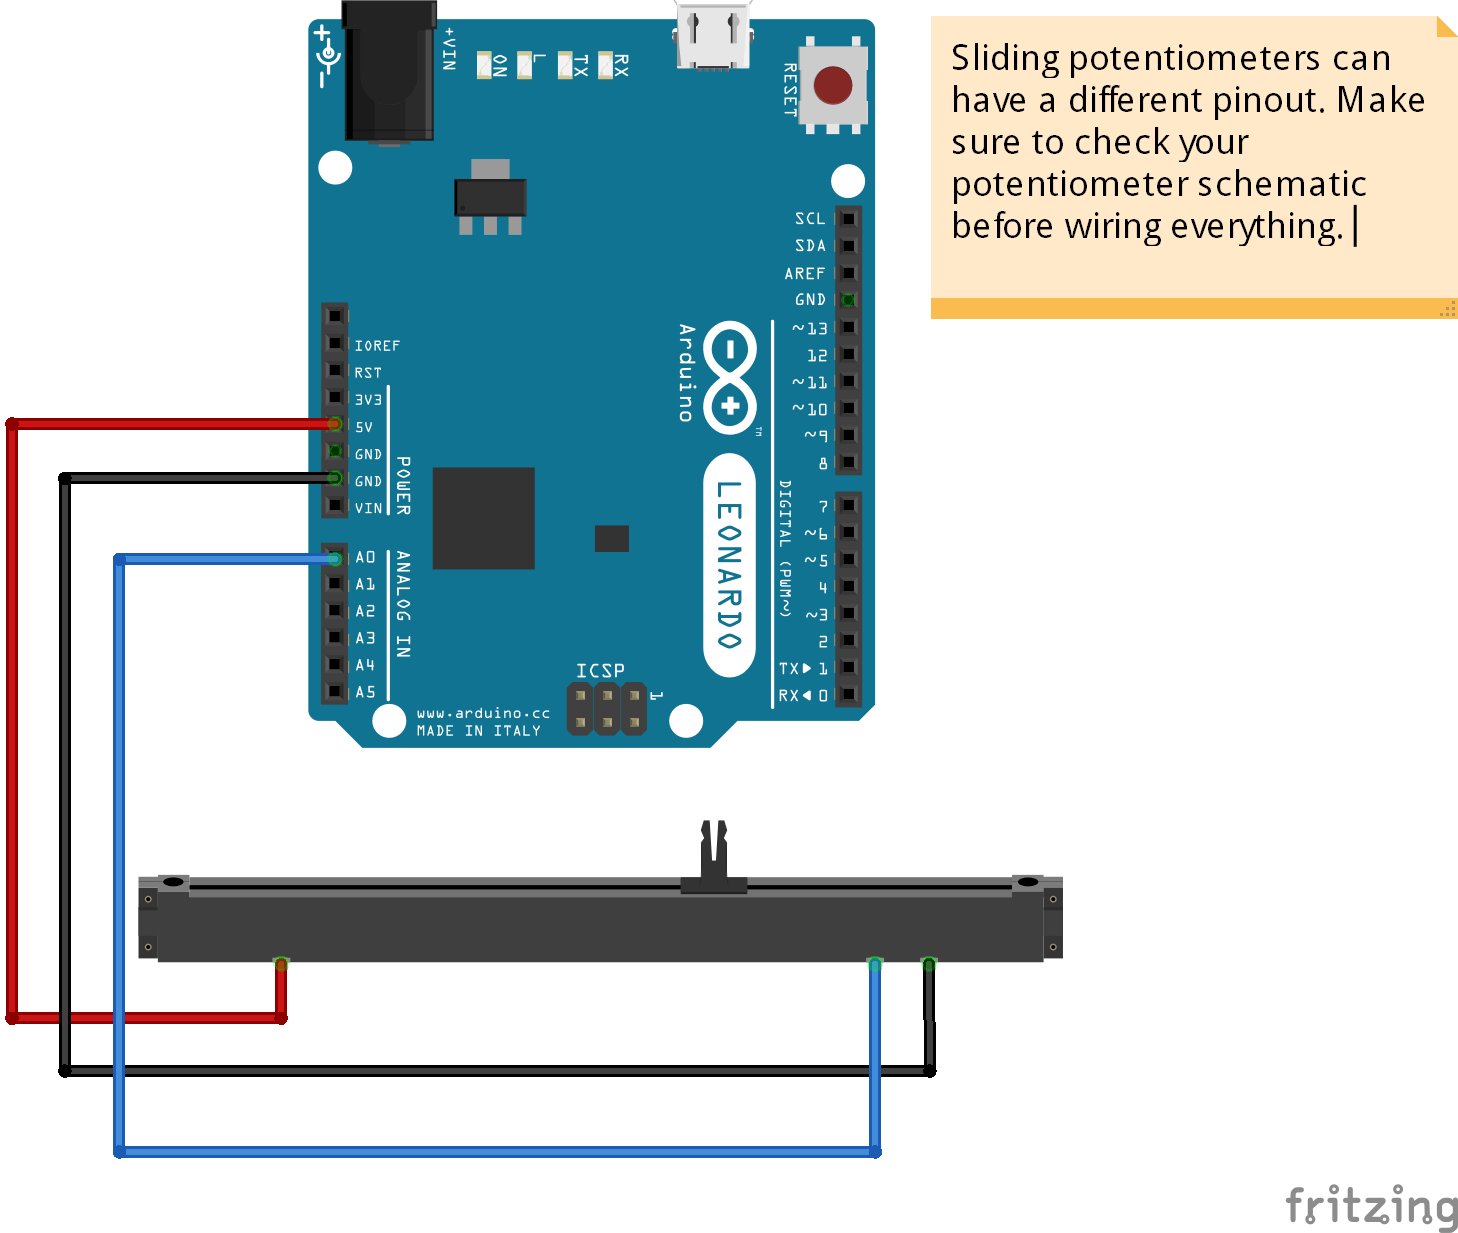 +VIN
ON
L
TX
RX
RESET
Sliding potentiometers can
have a different pinout. Make
sure to check your
potentiometer schematic
before wiring everything.
SCL
SDA
AREF
GND
~13
12
~11
~10
~9
8
IOREF
RST
3V3
5V
GND
GND
VIN
POWER
Arduino
TM
LEONARDO
DIGITAL (PWM~)
7
~6
~5
4
~3
2
TX 1
RX 0
A0
A1
A2
A3
A4
A5
ANALOG IN
ICSP
1
www.arduino.cc
MADE IN ITALY
fritzing